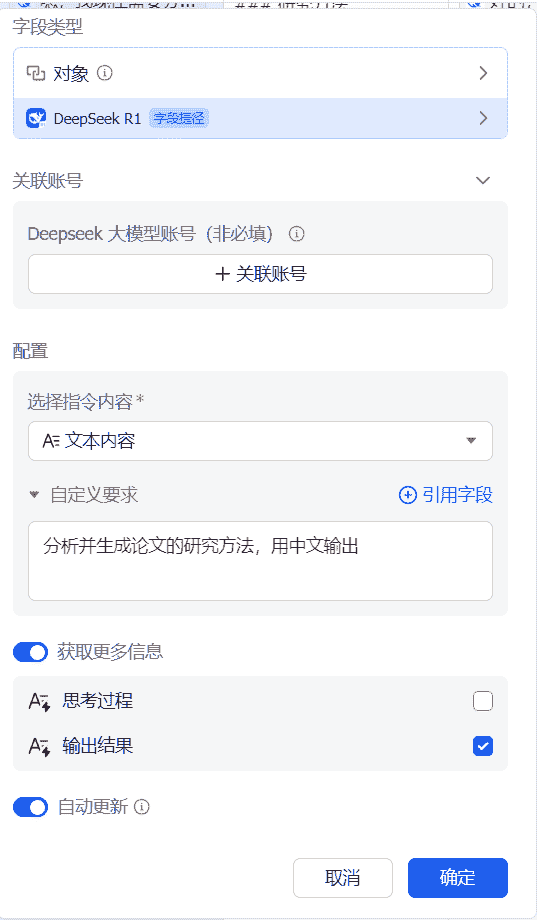 字段类型
对象
DeepSeek R1 字段捷径
关联账号
Deepseek 大模型账号（非必填）
+ 关联账号
配置
选择指令内容*
文本内容
自定义要求 引用字段
分析并生成论文的研究方法，用中文输出
获取更多信息
思考过程
输出结果
自动更新
取消 确定